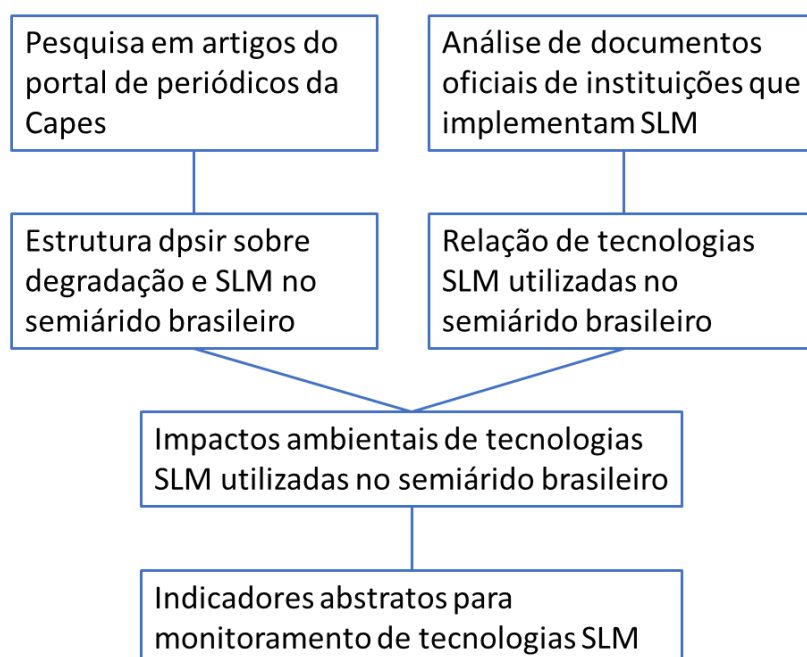 Pesquisa em artigos do
portal de periódicos da
Capes
Análise de documentos
oficiais de instituições que
implementam SLM
Estrutura dpsir sobre
degradação e SLM no
semiárido brasileiro
Relação de tecnologias
SLM utilizadas no
semiárido brasileiro
Impactos ambientais de tecnologias
SLM utilizadas no semiárido brasileiro
Indicadores abstratos para
monitoramento de tecnologias SLM